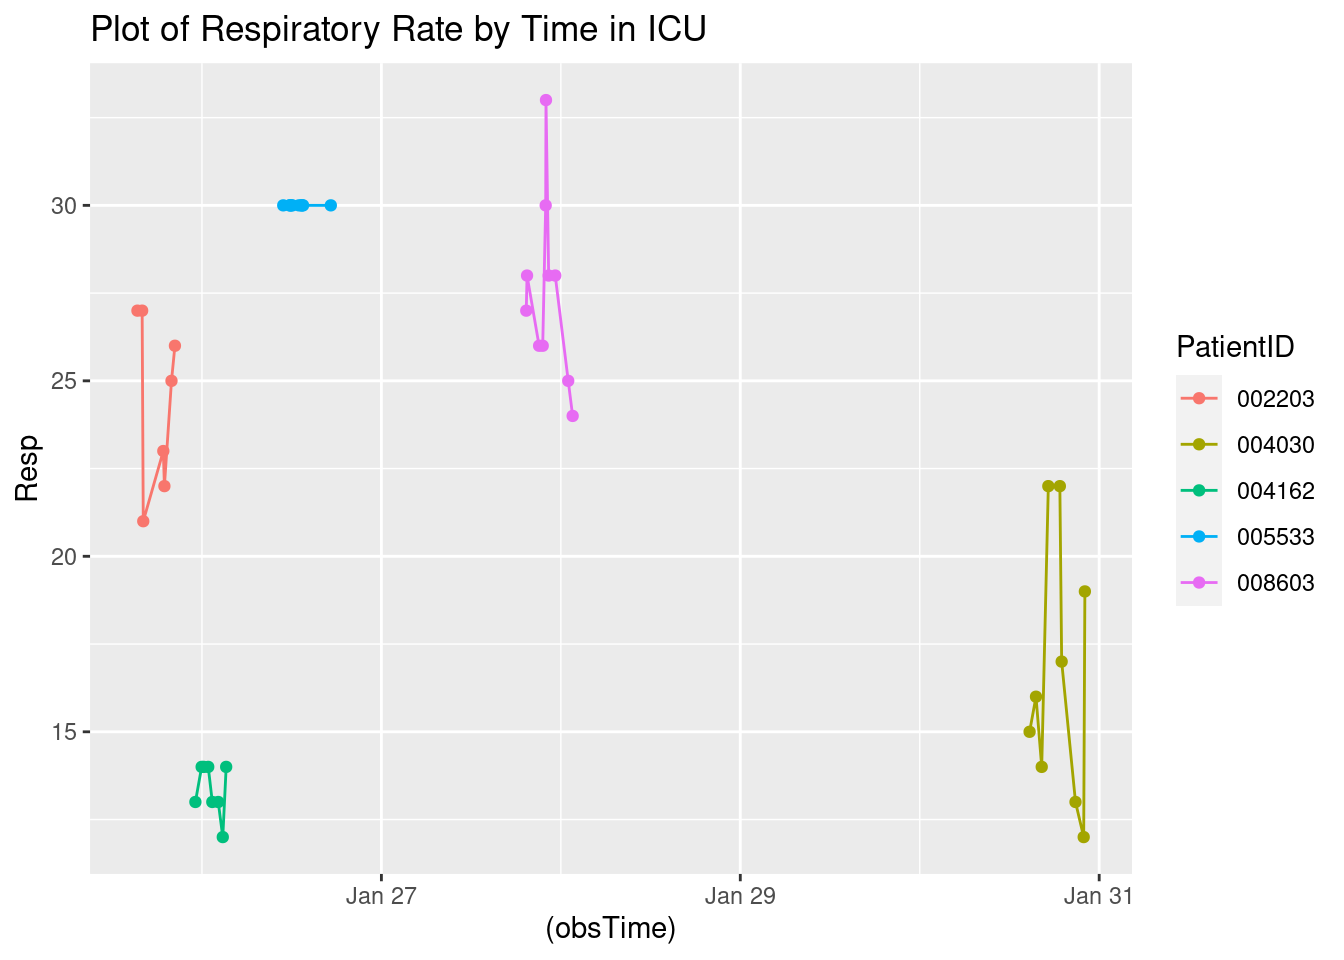 Plot of Respiratory Rate by Time in ICU
Resp
30
25
20
15
Jan 27
Jan 29
Jan 31
(obsTime)
PatientID
002203
004030
004162
005533
008603